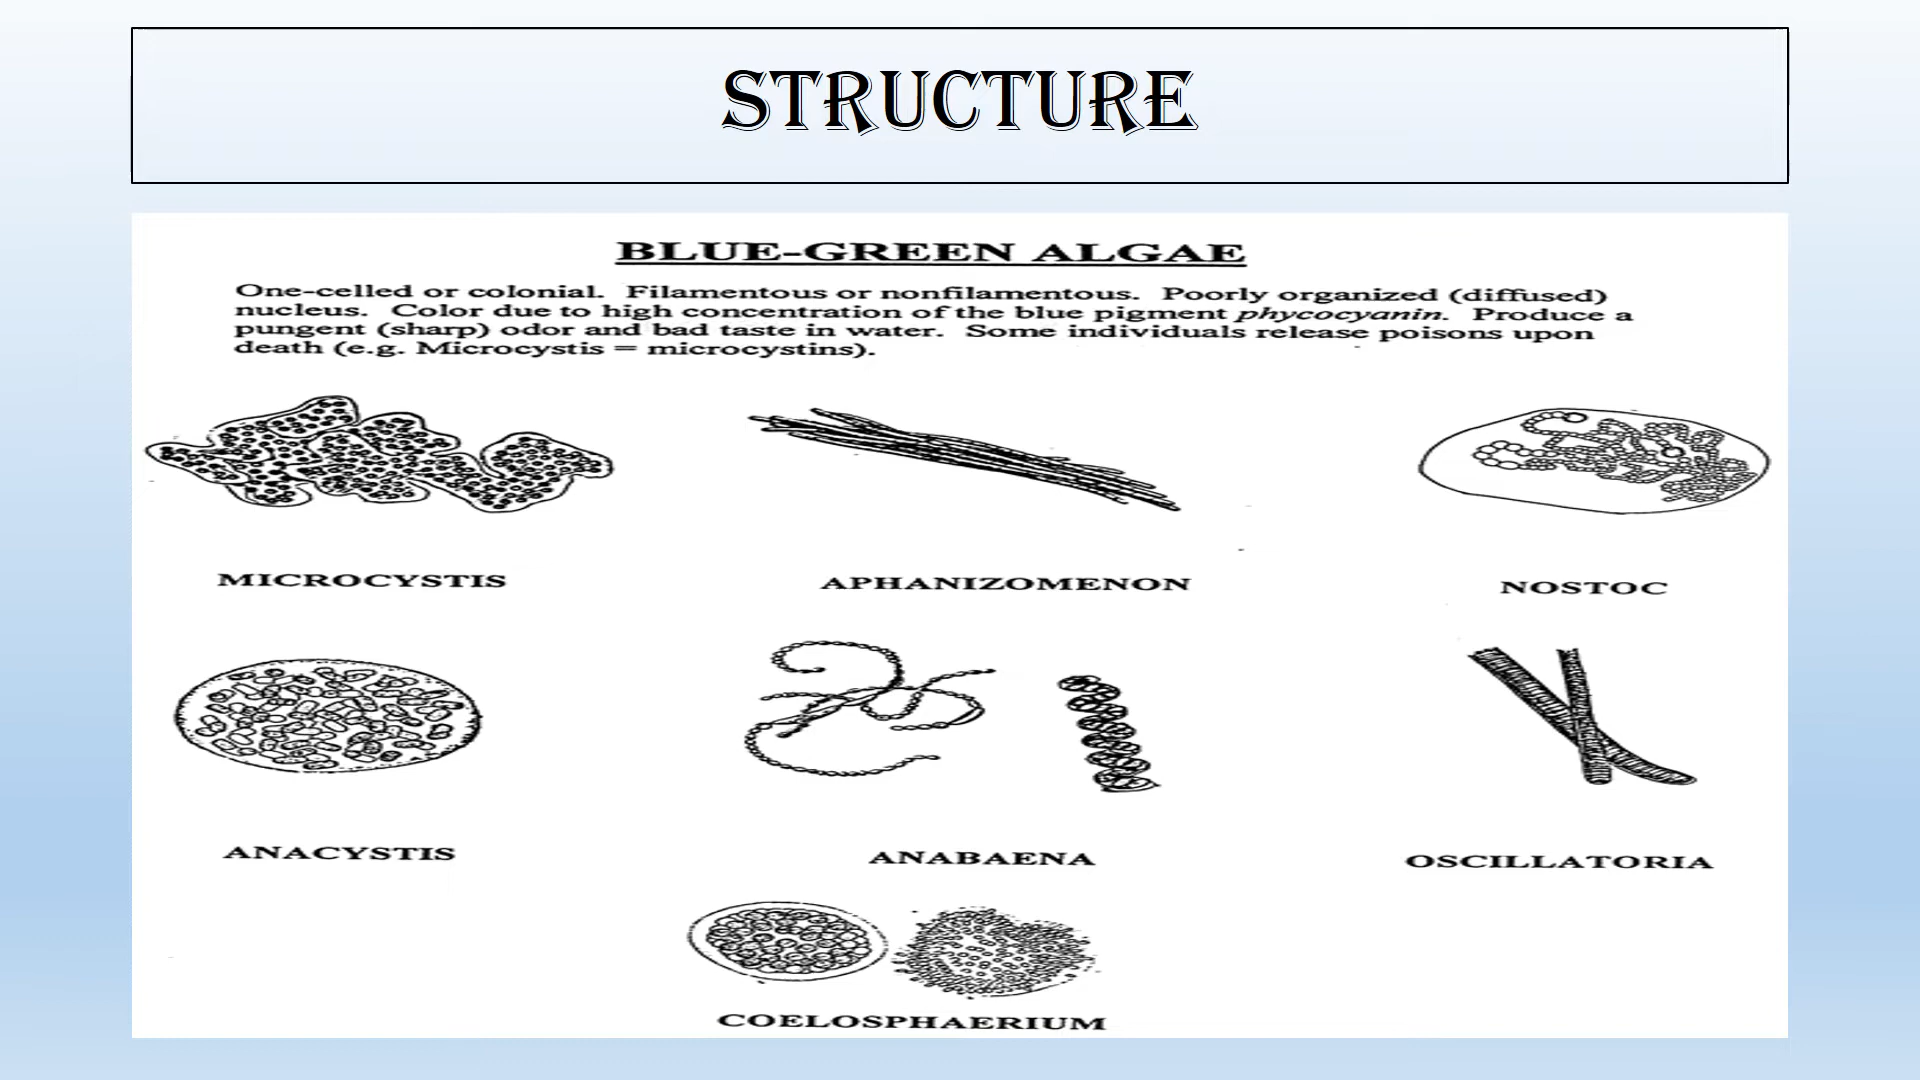 STRUCTURE
BLUE-GREEN ALGAE
One-celled or colonial. Filamentous or nonfilamentous. Poorly organized (diffused)
nucleus. Color due to high concentration of the blue pigment phycocyanin. Produce a
pungent (sharp) odor and bad taste in water. Some individuals release poisons upon
death (e.g. Microcystis = microcystins).
MICROCYSTIS
APHANIZOMENON
NOSTOC
ANACYSTIS
ANABAENA
OSCILLATORIA
COELOSPHAERIUM